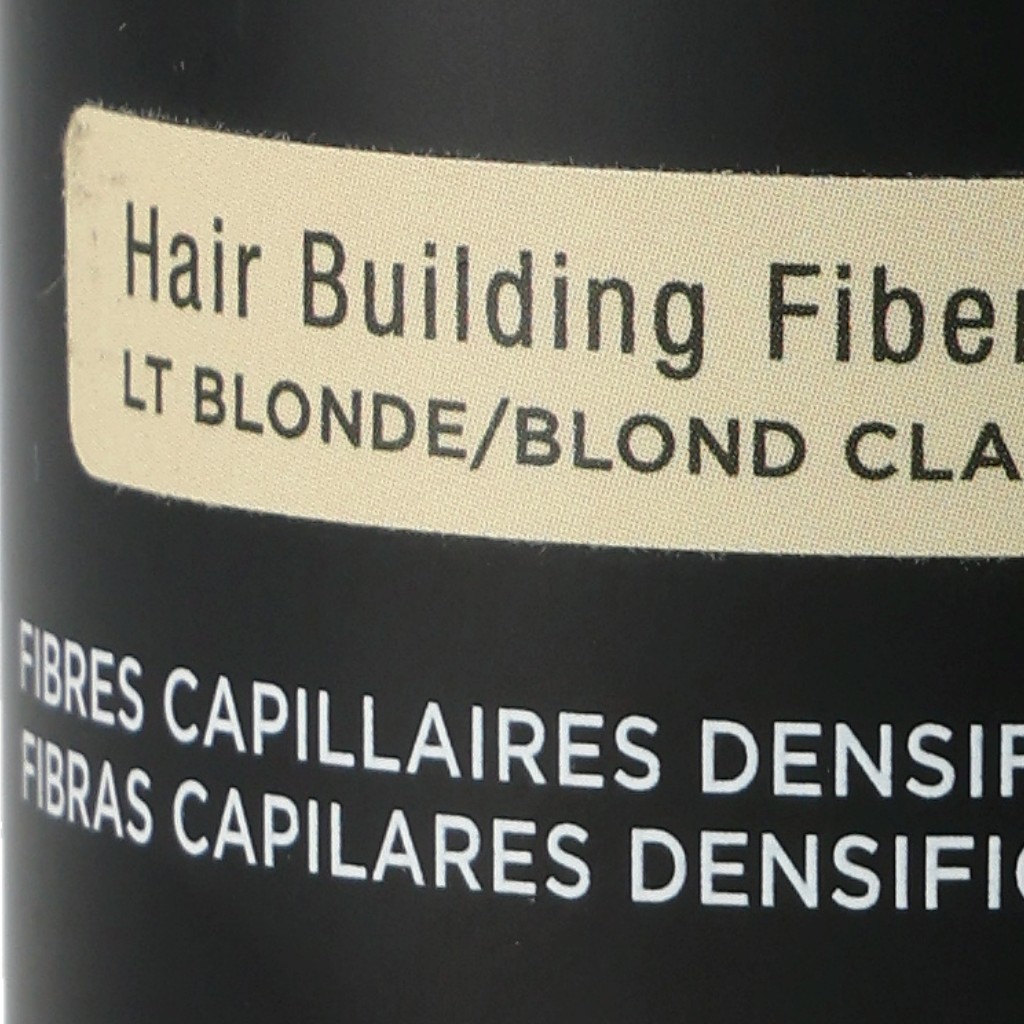 Hair Building Fiber
LT BLONDE/BLOND CLA
FIBRES CAPILLAIRES DENSIF
FIBRAS CAPILARES DENSIFIC